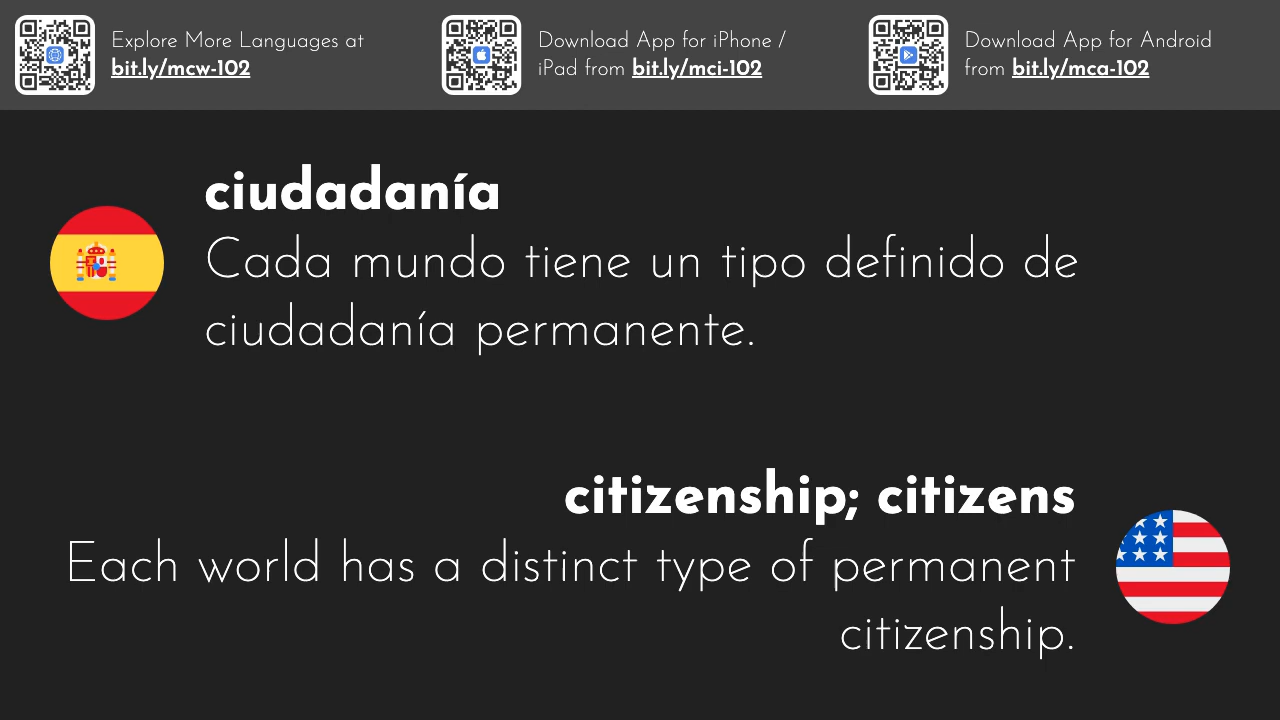 Explore More Languages at
bit.ly/mcw-102
Download App for iPhone /
iPad from bit.ly/mci-102
Download App for Android
from bit.ly/mca-102
ciudadanía
Cada mundo tiene un tipo definido de
ciudadanía permanente.
citizenship; citizens
Each world has a distinct type of permanent
citizenship.